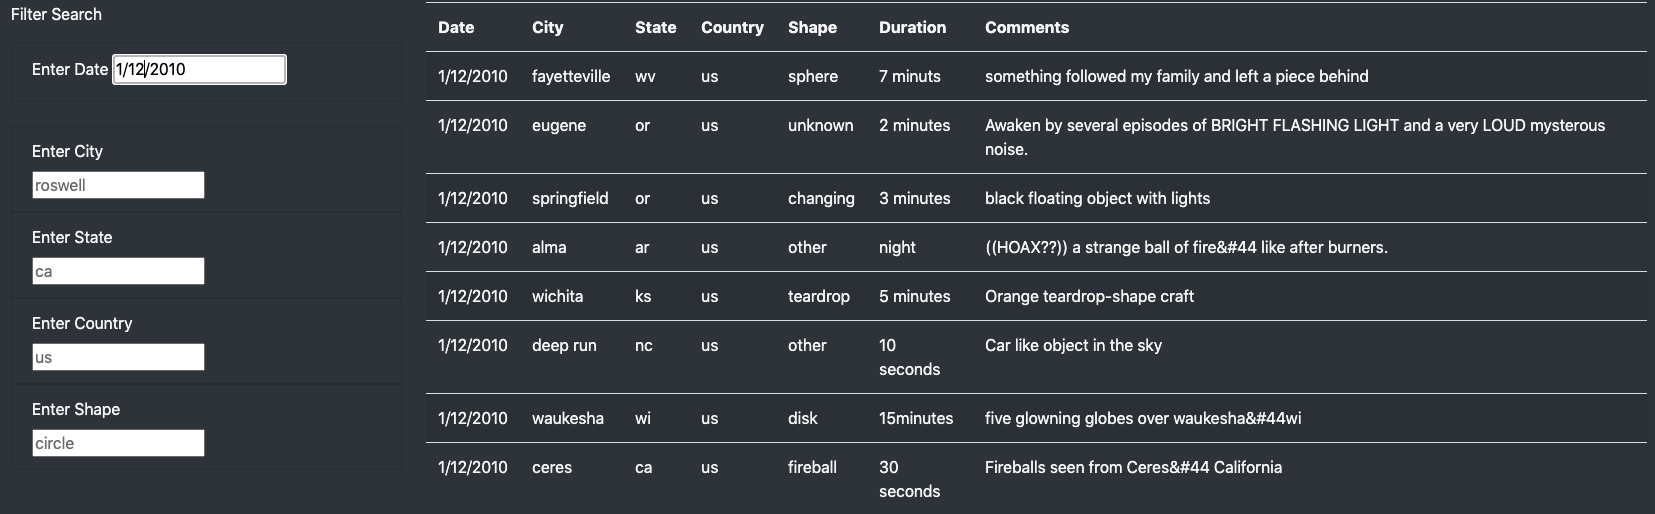 Filter Search
Enter Date 1/12/2010
Enter City
roswell
Enter State
ca
Enter Country
us
Enter Shape
circle
Date City State Country Shape Duration Comments
1/12/2010 fayetteville wv us sphere 7 minuts something followed my family and left a piece behind
1/12/2010 eugene or us unknown 2 minutes Awaken by several episodes of BRIGHT FLASHING LIGHT and a very LOUD mysterous
noise.
1/12/2010 springfield or us changing 3 minutes black floating object with lights
1/12/2010 alma ar us other night ((HOAX??)) a strange ball of fire&#44 like after burners.
1/12/2010 wichita ks us teardrop 5 minutes Orange teardrop-shape craft
1/12/2010 deep run nc us other 10 Car like object in the sky
seconds
1/12/2010 waukesha wi us disk 15minutes five glowning globes over waukesha&#44wi
1/12/2010 ceres ca us fireball 30 Fireballs seen from Ceres&#44 California
seconds